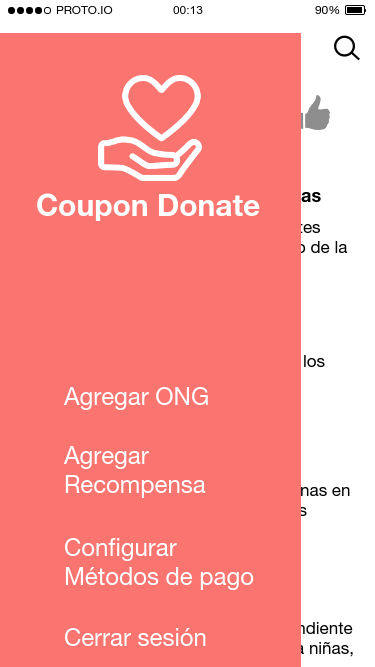 PROTO.IO 00:13 90%
Coupon Donate
as
tes
o de la
los
nas en
s
Agregar ONG
Agregar
Recompensa
Configurar
Métodos de pago
Cerrar sesión
ndiente
a niñas,